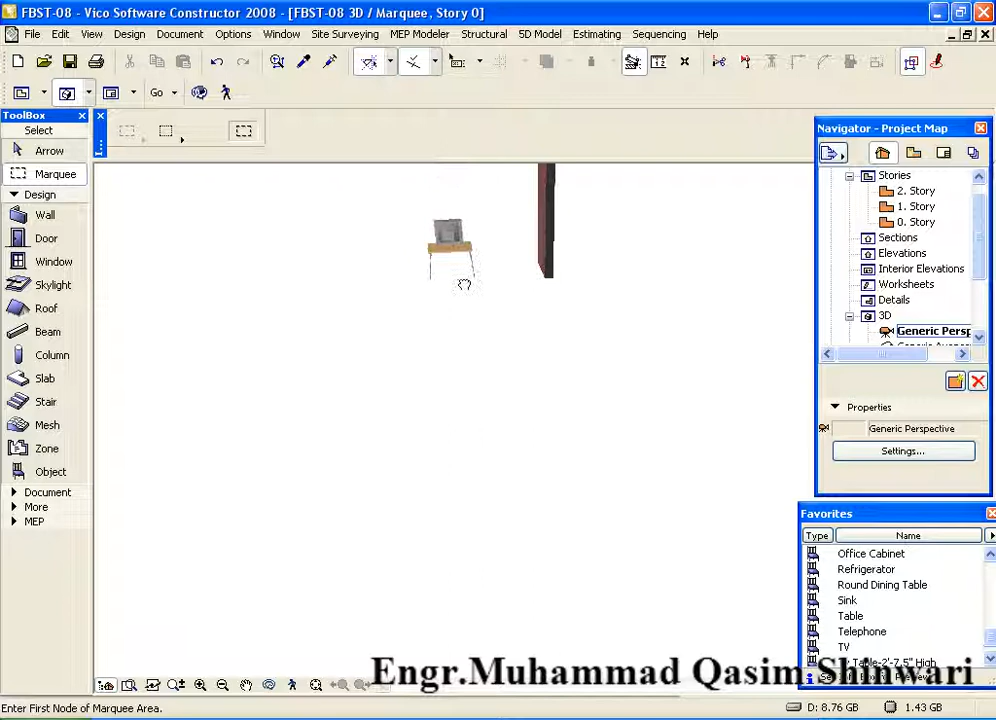 FBST-08 - Vico Software Constructor 2008 - [FBST-08 3D / Marquee, Story 0]
File Edit View Design Document Options Window Site Surveying MEP Modeler Structural 5D Model Estimating Sequencing Help
Go
ToolBox
Select
Arrow
Marquee
Design
Wall
Door
Window
Skylight
Roof
Beam
Column
Slab
Stair
Mesh
Zone
Object
Document
More
MEP
Navigator - Project Map
Stories
2. Story
1. Story
0. Story
Sections
Elevations
Interior Elevations
Worksheets
Details
3D
Generic Persp
Properties
Generic Perspective
Settings...
Favorites
Type Name
Office Cabinet
Refrigerator
Round Dining Table
Sink
Table
Telephone
TV
Engr.Muhammad Qasim Shinwari
Enter First Node of Marquee Area.
D: 8.76 GB
1.43 GB